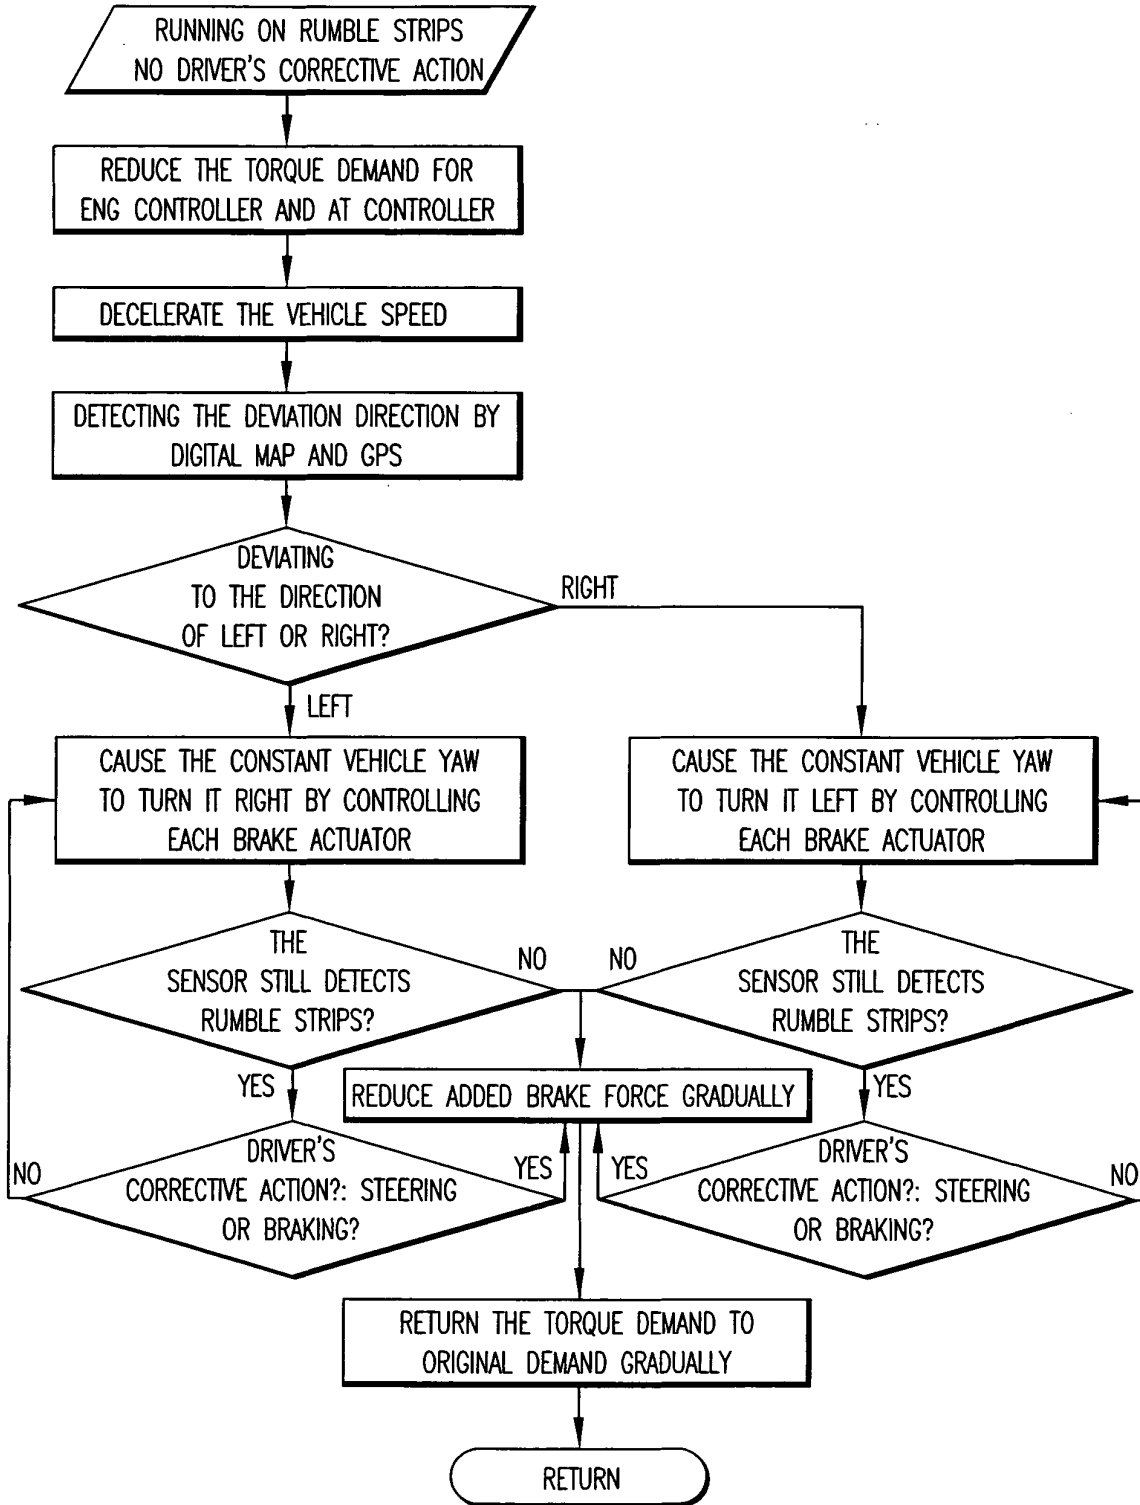 RUNNING ON RUMBLE STRIPS
NO DRIVER'S CORRECTIVE ACTION
REDUCE THE TORQUE DEMAND FOR
ENG CONTROLLER AND AT CONTROLLER
DECELERATE THE VEHICLE SPEED
DETECTING THE DEVIATION DIRECTION BY
DIGITAL MAP AND GPS
DEVIATING
TO THE DIRECTION
OF LEFT OR RIGHT?
RIGHT
LEFT
CAUSE THE CONSTANT VEHICLE YAW
TO TURN IT RIGHT BY CONTROLLING
EACH BRAKE ACTUATOR
CAUSE THE CONSTANT VEHICLE YAW
TO TURN IT LEFT BY CONTROLLING
EACH BRAKE ACTUATOR
THE
SENSOR STILL DETECTS
RUMBLE STRIPS?
NO
NO
THE
SENSOR STILL DETECTS
RUMBLE STRIPS?
YES
REDUCE ADDED BRAKE FORCE GRADUALLY
YES
NO
DRIVER'S
CORRECTIVE ACTION?: STEERING
OR BRAKING?
YES
YES
DRIVER'S
CORRECTIVE ACTION?: STEERING
OR BRAKING?
NO
RETURN THE TORQUE DEMAND TO
ORIGINAL DEMAND GRADUALLY
RETURN